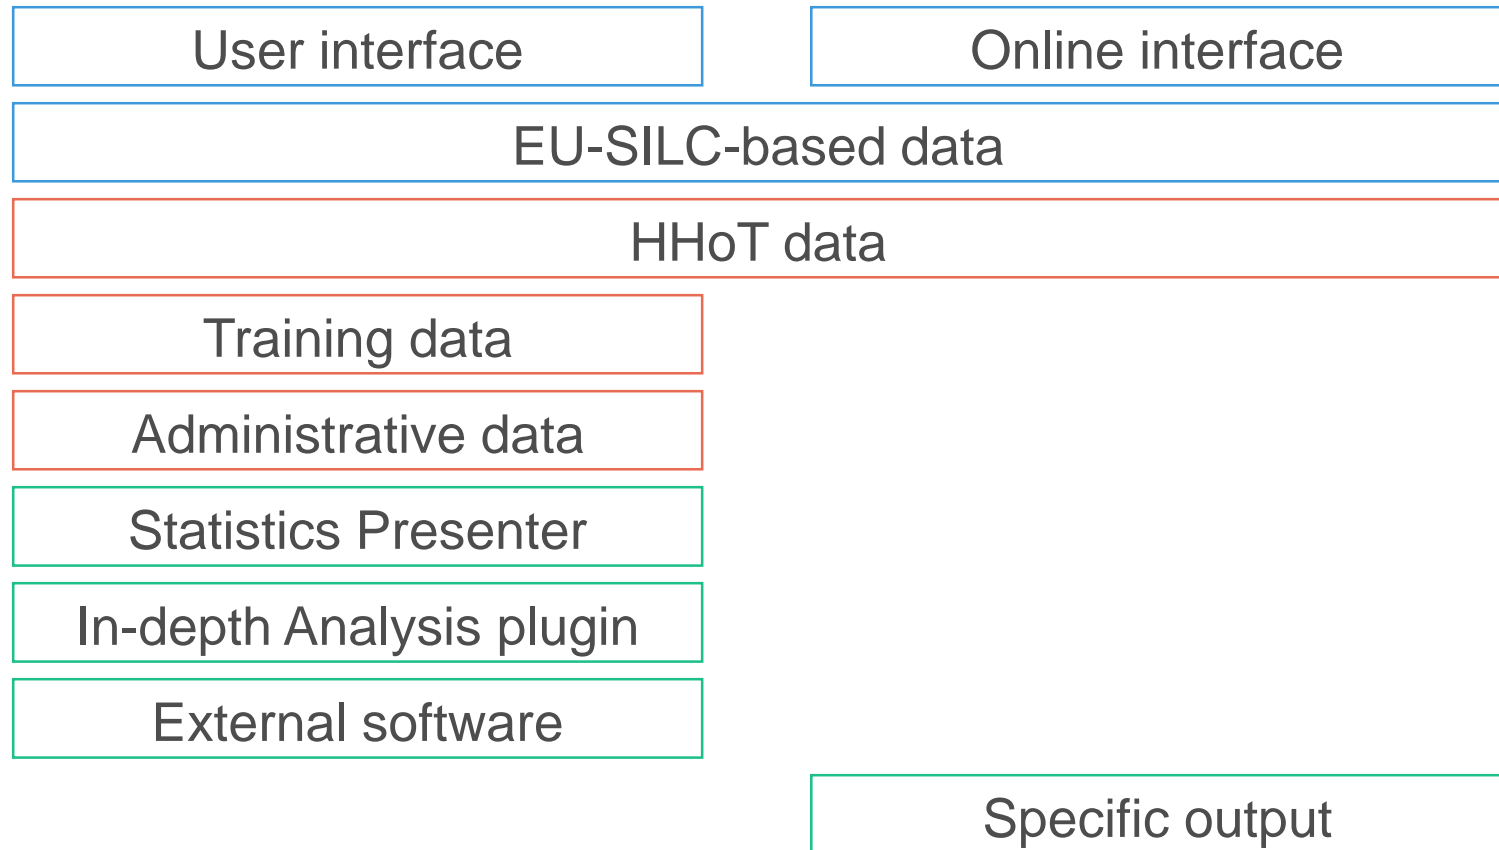 User interface
Online interface
EU-SILC-based data
HHoT data
Training data
Administrative data
Statistics Presenter
In-depth Analysis plugin
External software
Specific output